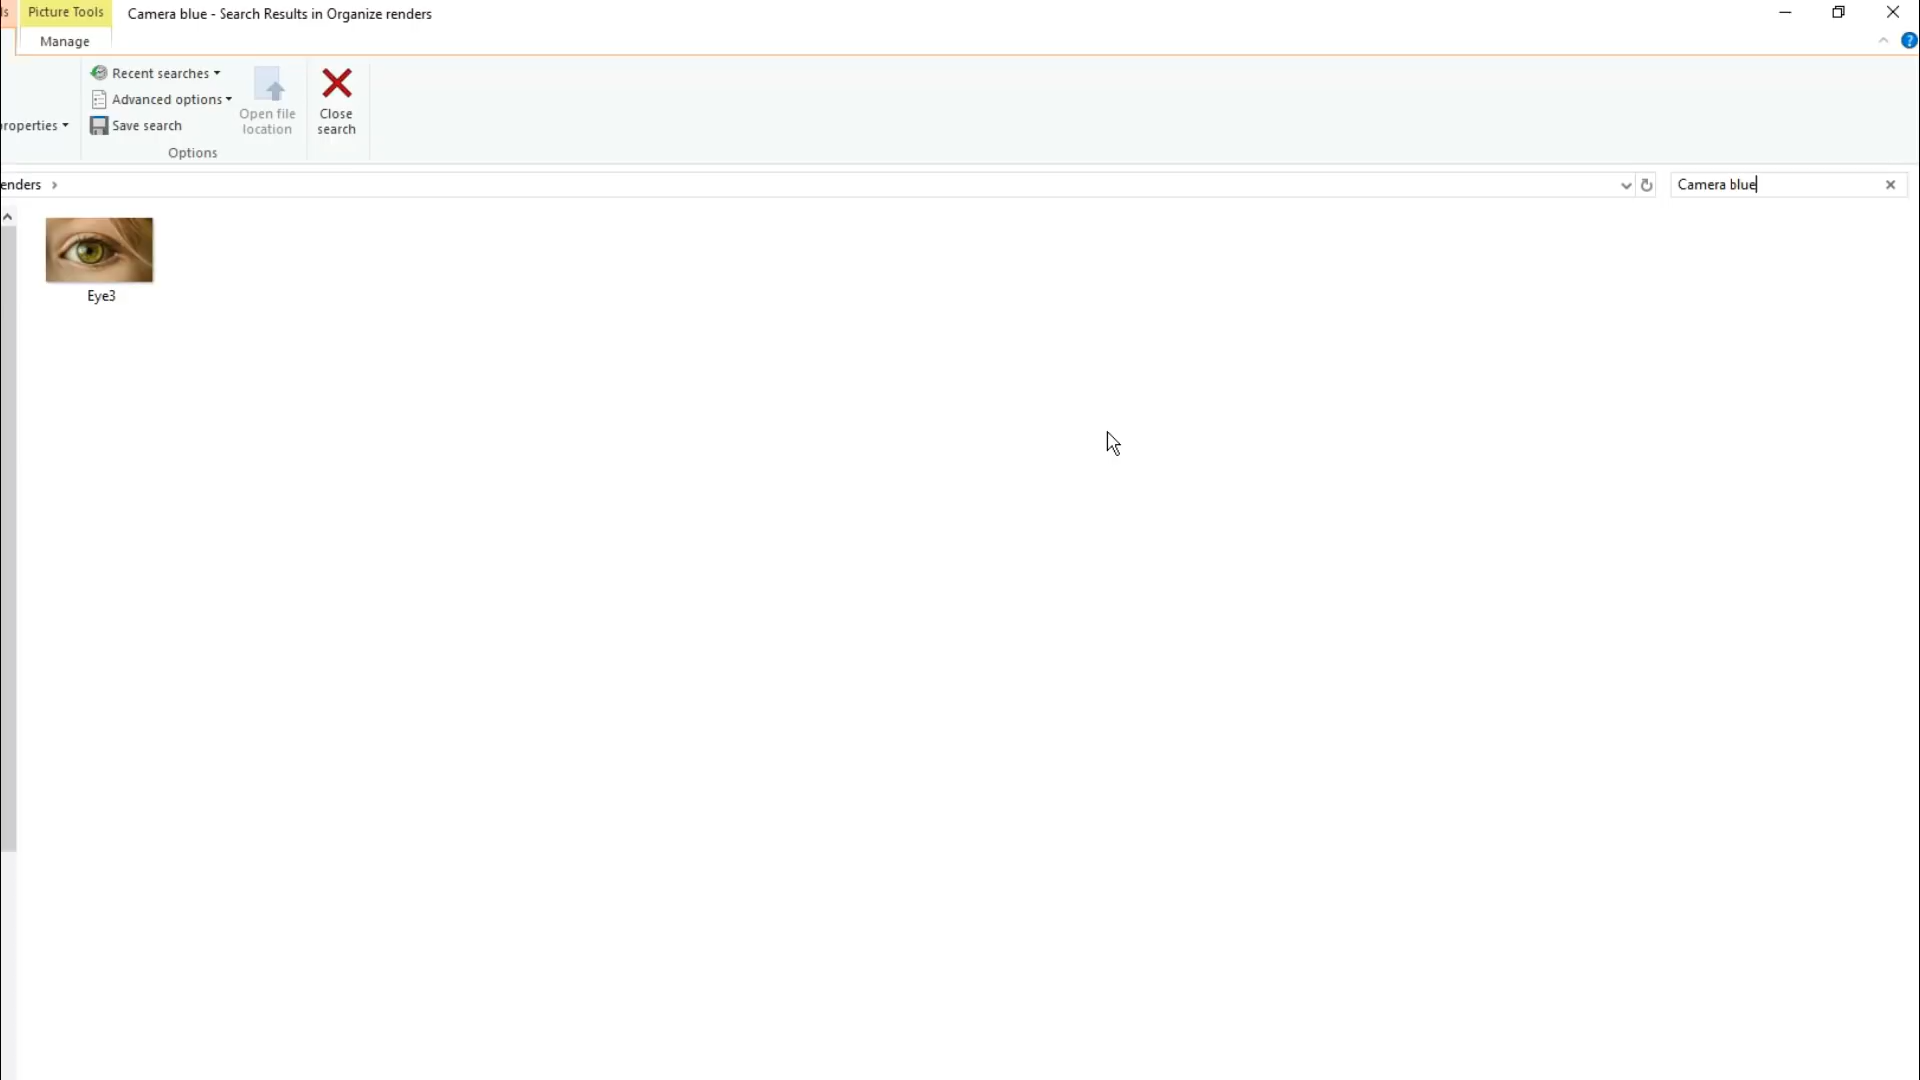 ls Picture Tools Camera blue - Search Results in Organize renders
Manage
?
Recent searches
Advanced options
roperties
Save search
Open file
location
Close
search
Options
enders
Camera blue
Eye3